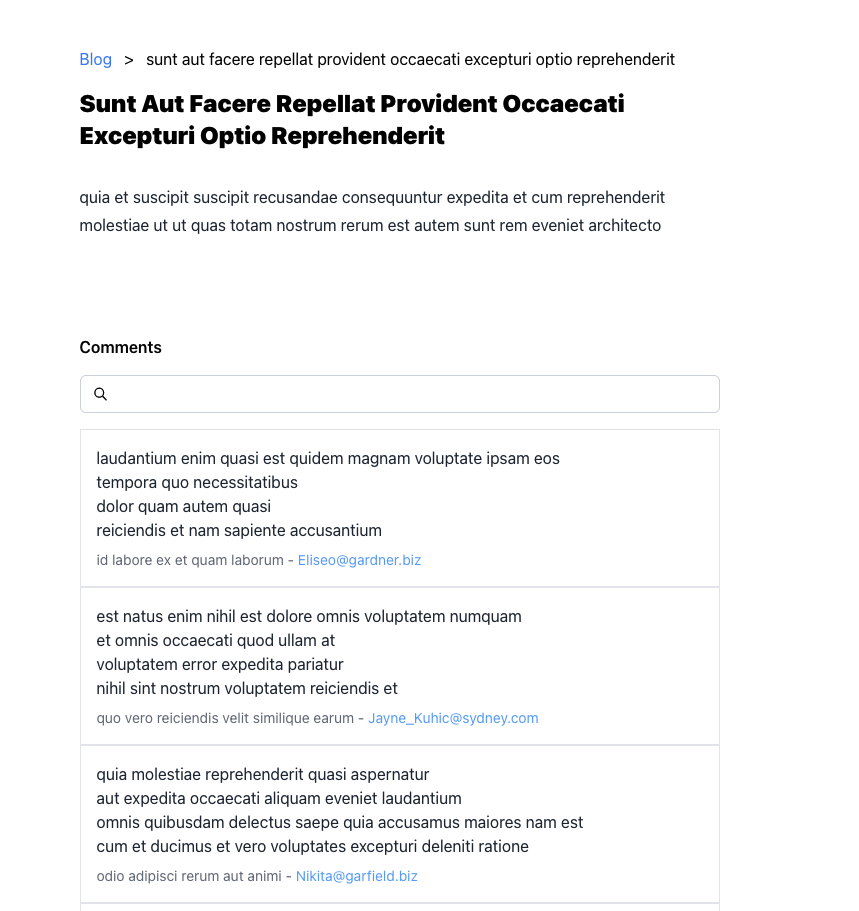 Blog > sunt aut facere repellat provident occaecati excepturi optio reprehenderit
Sunt Aut Facere Repellat Provident Occaecati
Excepturi Optio Reprehenderit
quia et suscipit suscipit recusandae consequuntur expedita et cum reprehenderit
molestiae ut ut quas totam nostrum rerum est autem sunt rem eveniet architecto
Comments
laudantium enim quasi est quidem magnam voluptate ipsam eos
tempora quo necessitatibus
dolor quam autem quasi
reiciendis et nam sapiente accusantium
id labore ex et quam laborum - Eliseo@gardner.biz
est natus enim nihil est dolore omnis voluptatem numquam
et omnis occaecati quod ullam at
voluptatem error expedita pariatur
nihil sint nostrum voluptatem reiciendis et
quo vero reiciendis velit similique earum - Jayne_Kuhic@sydney.com
quia molestiae reprehenderit quasi aspernatur
aut expedita occaecati aliquam eveniet laudantium
omnis quibusdam delectus saepe quia accusamus maiores nam est
cum et ducimus et vero voluptates excepturi deleniti ratione
odio adipisci rerum aut animi - Nikita@garfield.biz